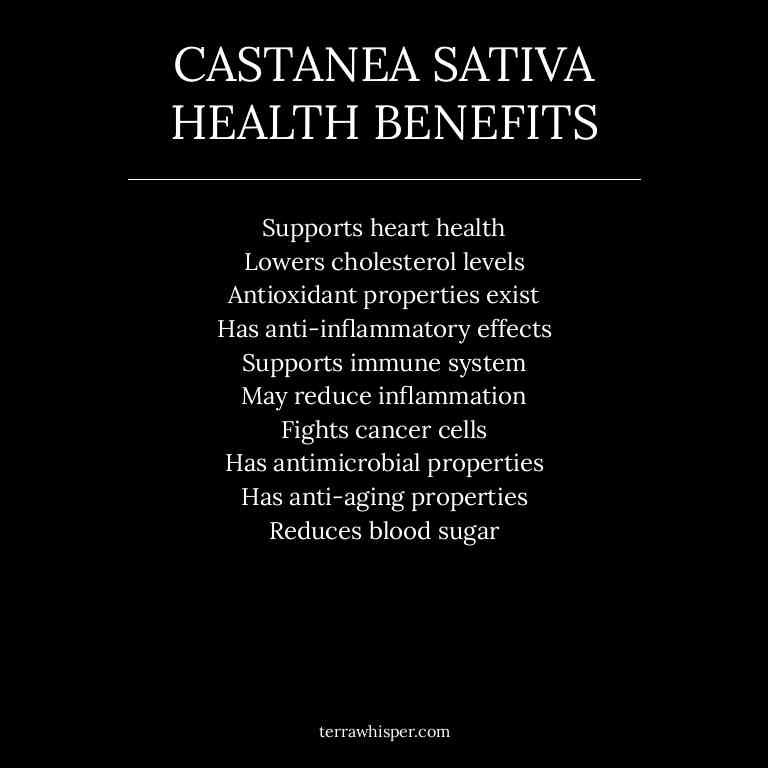 CASTANEA SATIVA
HEALTH BENEFITS
Supports heart health
Lowers cholesterol levels
Antioxidant properties exist
Has anti-inflammatory effects
Supports immune system
May reduce inflammation
Fights cancer cells
Has antimicrobial properties
Has anti-aging properties
Reduces blood sugar
terrawhisper.com